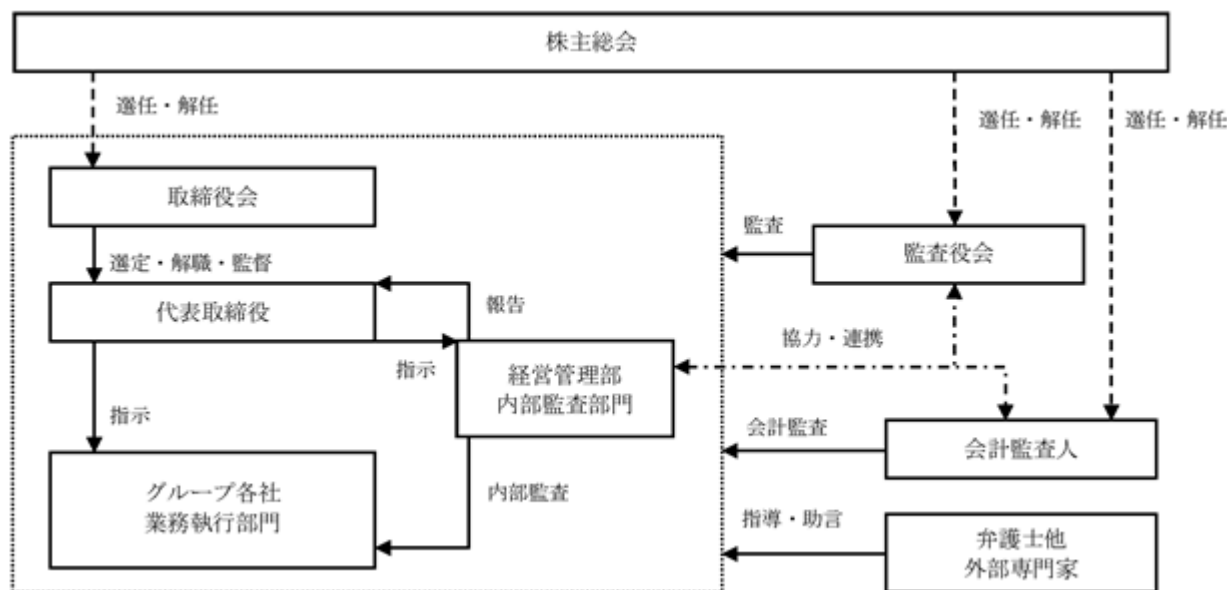 株主総会
選任・解任
選任・解任
選任・解任
取締役会
監査
監査役会
選定・解職・監督
代表取締役
報告
協力・連携
指示
経営管理部
内部監査部門
指示
会計監査
会計監査人
グループ各社
業務執行部門
内部監査
指導・助言
弁護士他
外部専門家